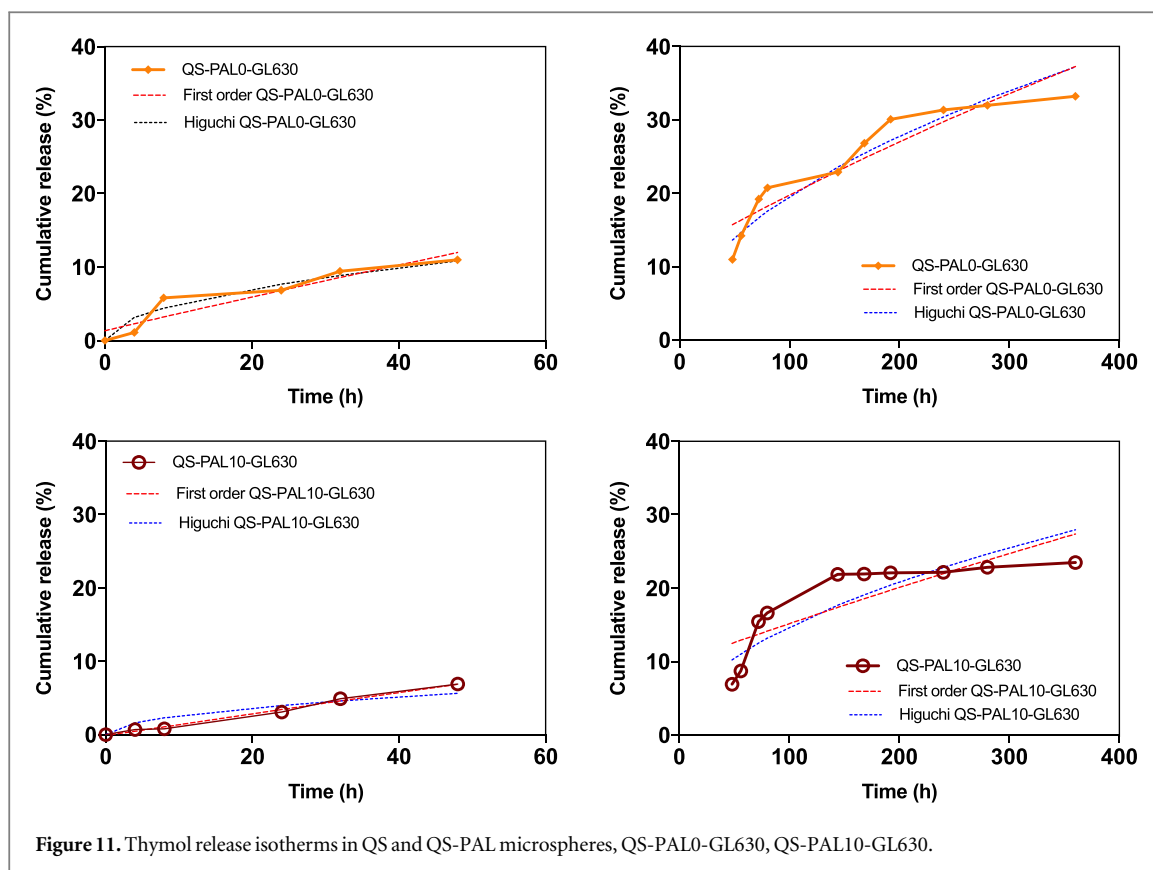 40
30
20
10
0
Cumulative release (%)
QS-PAL0-GL630
First order QS-PAL0-GL630
Higuchi QS-PAL0-GL630
0 20 40 60
Time (h)
40
30
20
10
0
Cumulative release (%)
QS-PAL0-GL630
First order QS-PAL0-GL630
Higuchi QS-PAL0-GL630
0 100 200 300 400
Time (h)
40
30
20
10
0
Cumulative release (%)
QS-PAL10-GL630
First order QS-PAL10-GL630
Higuchi QS-PAL10-GL630
0 20 40 60
Time (h)
40
30
20
10
0
Cumulative release (%)
QS-PAL10-GL630
First order QS-PAL10-GL630
Higuchi QS-PAL10-GL630
0 100 200 300 400
Time (h)
Figure 11. Thymol release isotherms in QS and QS-PAL microspheres, QS-PAL0-GL630, QS-PAL10-GL630.